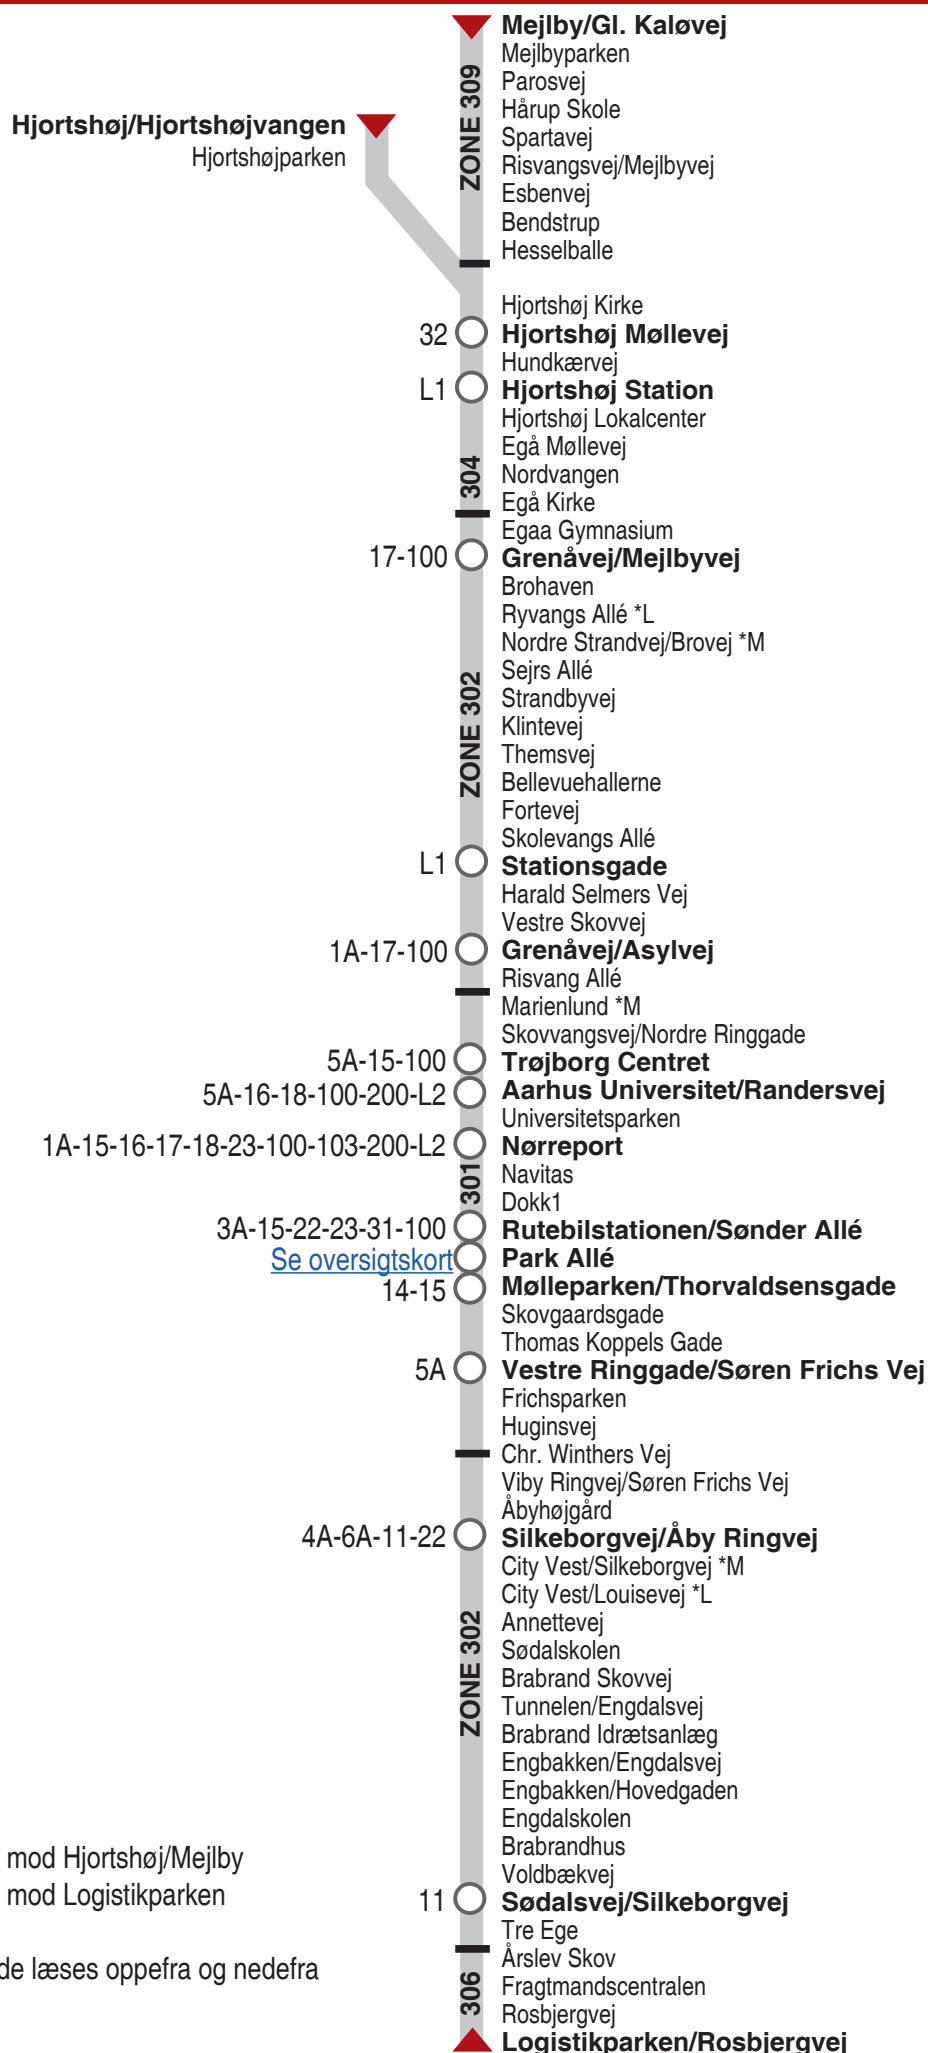 Mejlby/Gl. Kaløvej
Mejlbyparken
Parosvej
Hårup Skole
Spartavej
Risvangsvej/Mejlbyvej
Esbenvej
Bendstrup
Hesselballe
ZONE 309
Hjortshøj/Hjortshøjvangen
Hjortshøjparken
Hjortshøj Kirke
32 Hjortshøj Møllevej
Hundkærvej
L1 Hjortshøj Station
Hjortshøj Lokalcenter
Egå Møllevej
Nordvangen
Egå Kirke
304
Egaa Gymnasium
17-100 Grenåvej/Mejlbyvej
Brohaven
Ryvangs Allé *L
Nordre Strandvej/Brovej *M
Sejrs Allé
Strandbyvej
Klintevej
Themsvej
Bellevuehallerne
Fortevej
Skolevangs Allé
ZONE 302
L1 Stationsgade
Harald Selmers Vej
Vestre Skovvej
1A-17-100 Grenåvej/Asylvej
Risvang Allé
Marienlund *M
Skovvangsvej/Nordre Ringgade
5A-15-100 Trøjborg Centret
5A-16-18-100-200-L2 Aarhus Universitet/Randersvej
Universitetsparken
1A-15-16-17-18-23-100-103-200-L2 Nørreport
Navitas
Dokk1
301
3A-15-22-23-31-100 Rutebilstationen/Sønder Allé
Se oversigtskort Park Allé
14-15 Mølleparken/Thorvaldsensgade
Skovgaardsgade
Thomas Koppels Gade
5A Vestre Ringgade/Søren Frichs Vej
Frichsparken
Huginsvej
Chr. Winthers Vej
Viby Ringvej/Søren Frichs Vej
Åbyhøjgård
4A-6A-11-22 Silkeborgvej/Åby Ringvej
City Vest/Silkeborgvej *M
City Vest/Louisevej *L
Annettevej
Sødalskolen
Brabrand Skovvej
Tunnelen/Engdalsvej
Brabrand Idrætsanlæg
Engbakken/Engdalsvej
Engbakken/Hovedgaden
Engdalskolen
Brabrandhus
Voldbækvej
ZONE 302
11 Sødalsvej/Silkeborgvej
Tre Ege
Årslev Skov
Fragtmandscentralen
Rosbjergvej
306
Logistikparken/Rosbjergvej
mod Hjortshøj/Mejlby
mod Logistikparken
de læses oppefra og nedefra